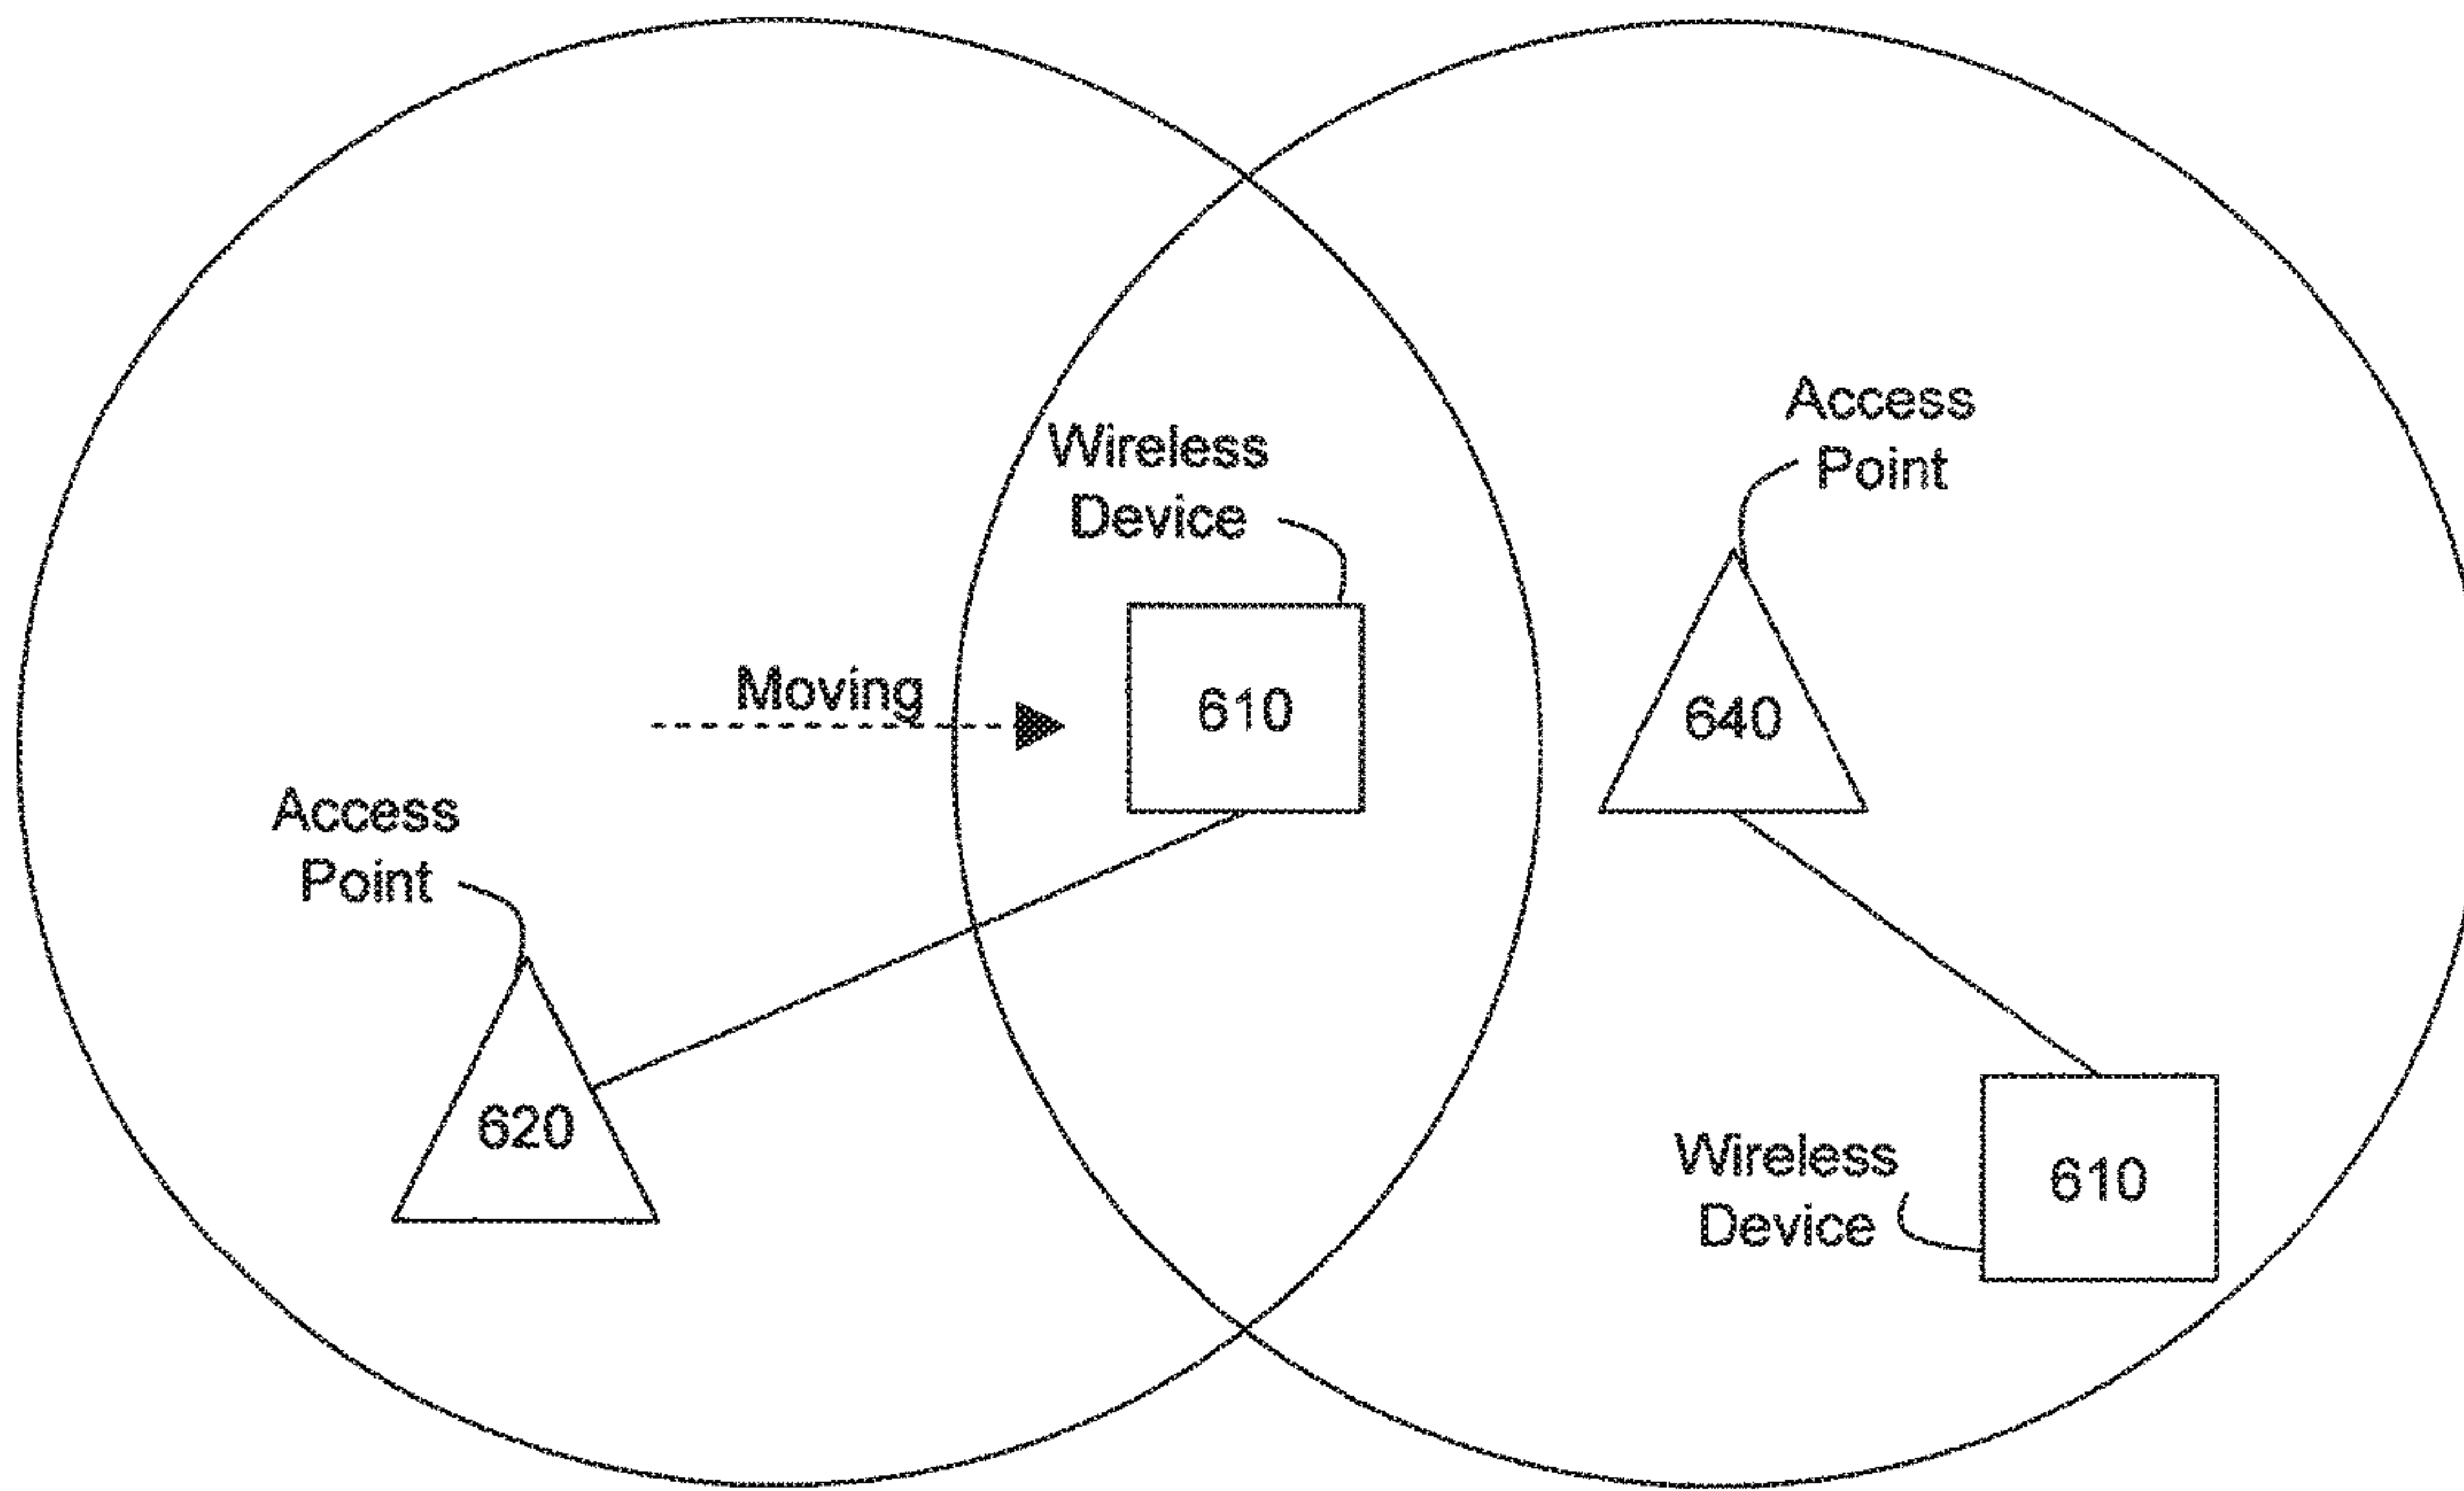 Wireless
Device
610
Access
Point
640
Moving
Access
Point
620
Wireless
Device
610